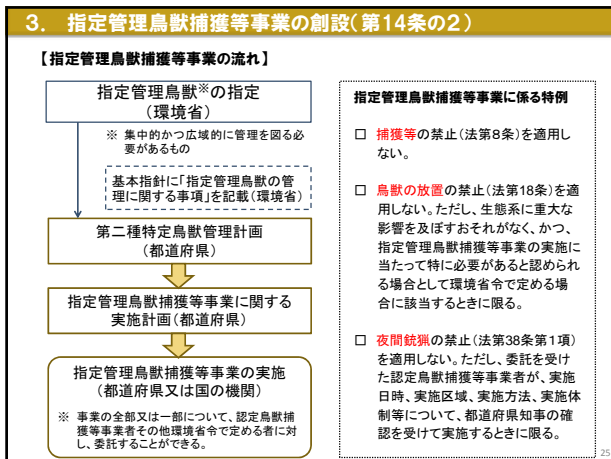 3. 指定管理鳥獣捕獲等事業の創設(第14条の2)
【指定管理鳥獣捕獲等事業の流れ】
指定管理鳥獣※の指定
(環境省)
※ 集中的かつ広域的に管理を図る必
要があるもの
基本指針に「指定管理鳥獣の管
理に関する事項」を記載(環境省)
第二種特定鳥獣管理計画
(都道府県)
指定管理鳥獣捕獲等事業に関する
実施計画(都道府県)
指定管理鳥獣捕獲等事業の実施
(都道府県又は国の機関)
※ 事業の全部又は一部について、認定鳥獣捕
獲等事業者その他環境省令で定める者に対
し、委託することができる。
指定管理鳥獣捕獲等事業に係る特例
□ 捕獲等の禁止(法第8条)を適用し
ない。
□ 鳥獣の放置の禁止(法第18条)を適
用しない。ただし、生態系に重大な
影響を及ぼすおそれがなく、かつ、
指定管理鳥獣捕獲等事業の実施に
当たって特に必要があると認められ
る場合として環境省令で定める場
合に該当するときに限る。
□ 夜間銃猟の禁止(法第38条第1項)
を適用しない。ただし、委託を受け
た認定鳥獣捕獲等事業者が、実施
日時、実施区域、実施方法、実施体
制等について、都道府県知事の確
認を受けて実施するときに限る。
25